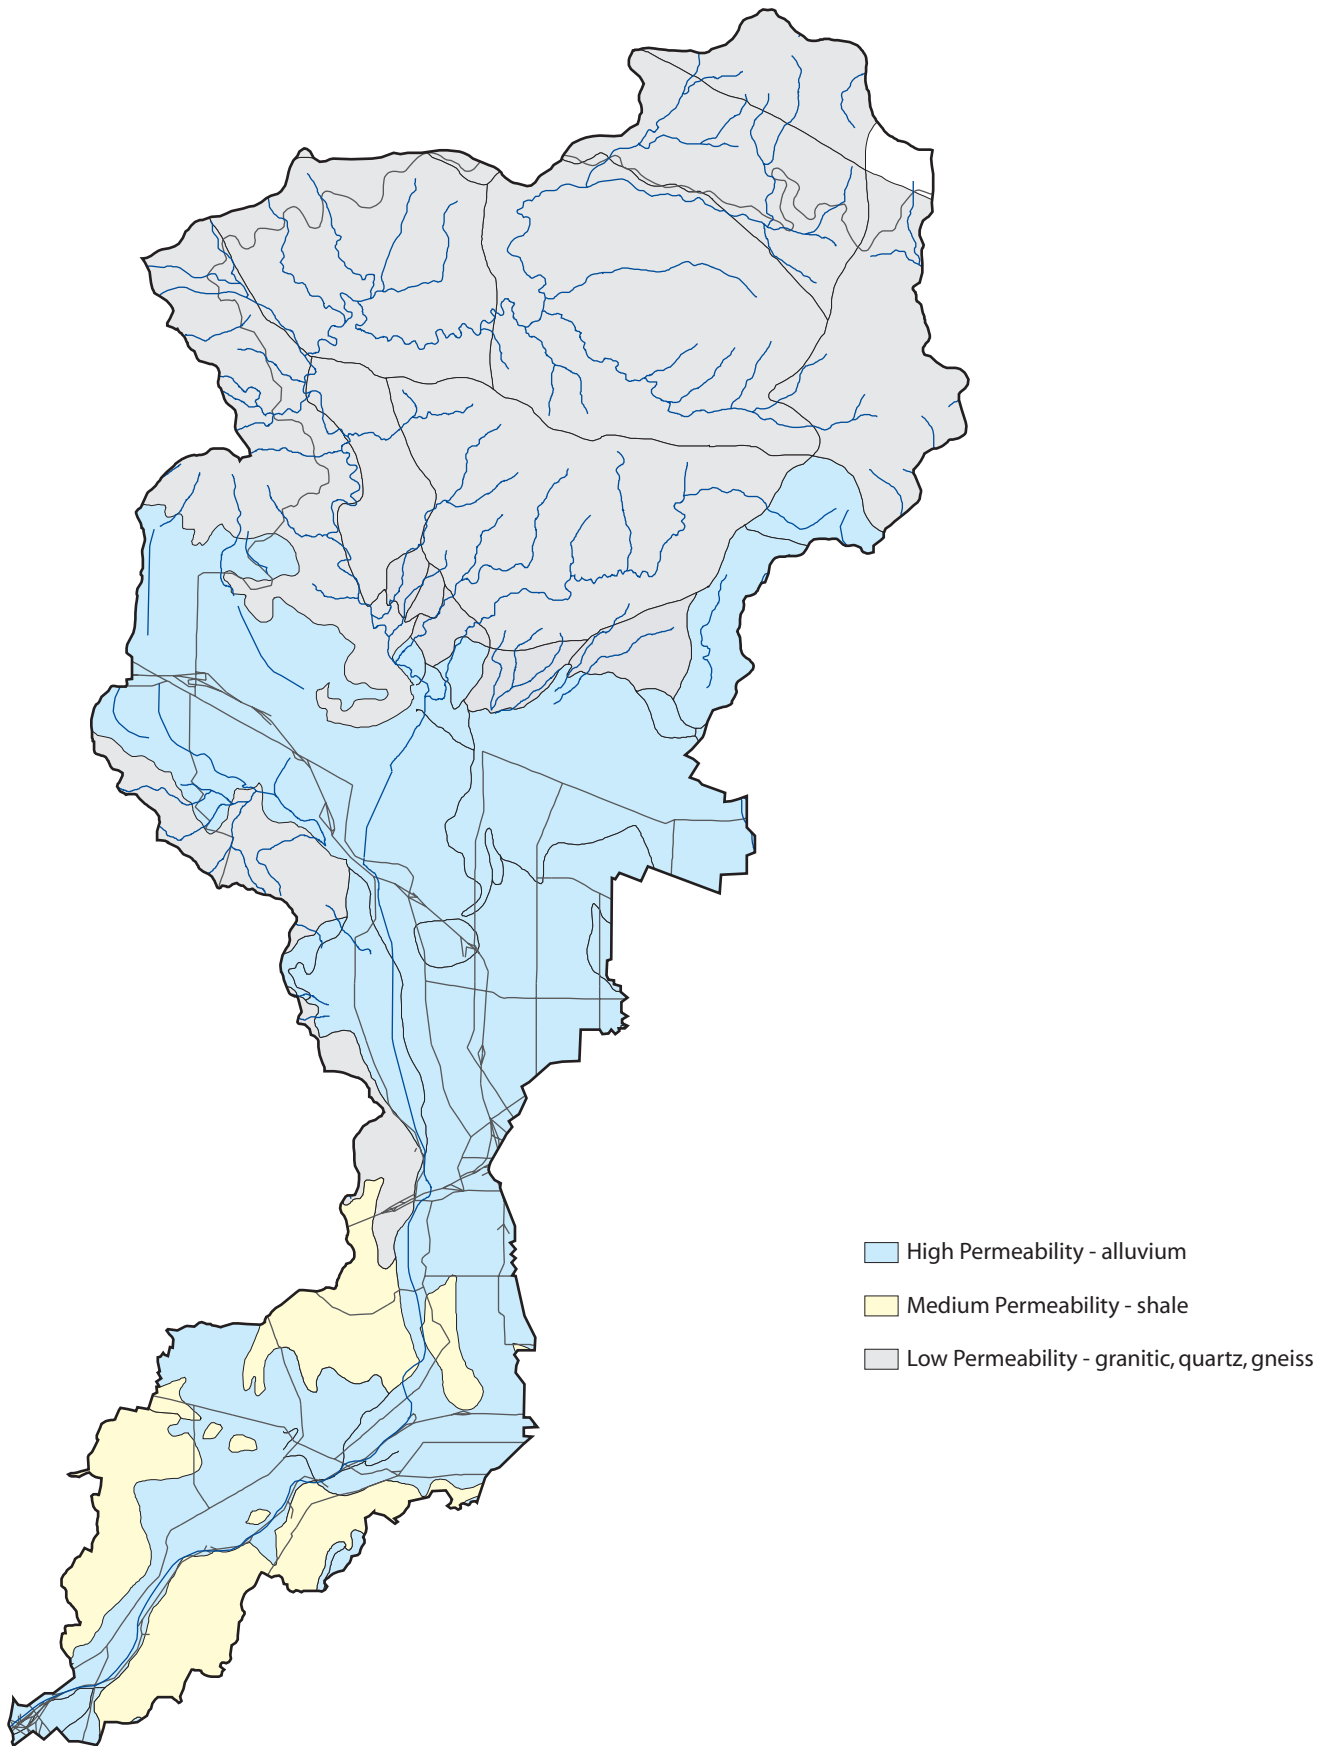 High Permeability - alluvium
Medium Permeability - shale
Low Permeability - granitic, quartz, gneiss